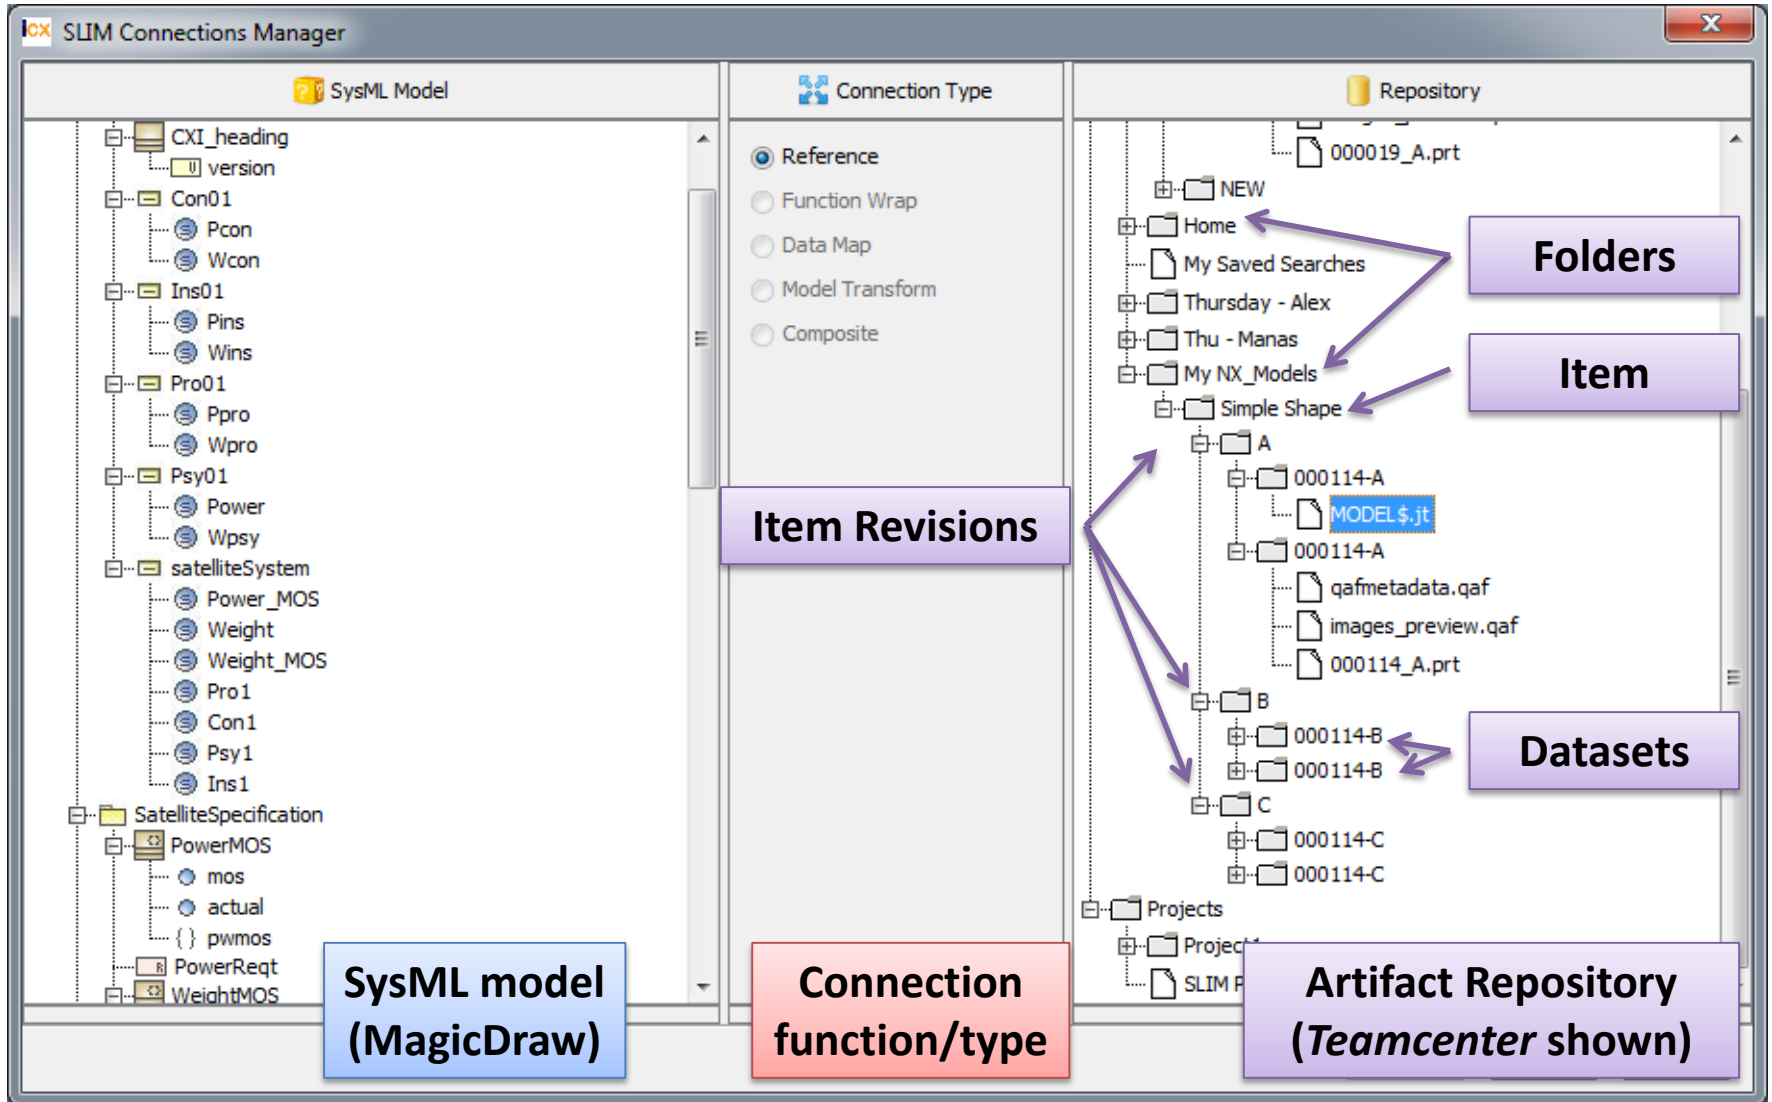 ICX SLIM Connections Manager
X
SysML Model
CXI_heading
version
Con01
Pcon
Wcon
Ins01
Pins
Wins
Pro01
Ppro
Wpro
Psy01
Power
Wpsy
satelliteSystem
Power_MOS
Weight
Weight_MOS
Pro1
Con1
Psy1
Ins1
SatelliteSpecification
PowerMOS
mos
actual
{ } pwmos
R PowerReqt
WeightMOS
SysML model
(MagicDraw)
Connection Type
Reference
Function Wrap
Data Map
Model Transform
Composite
Item Revisions
Connection
function/type
Repository
000019_A.prt
NEW
Home
My Saved Searches
Thursday - Alex
Thu - Manas
My NX_Models
Simple Shape
A
000114-A
MODEL$.jt
000114-A
qafmetadata.qaf
images_preview.qaf
000114_A.prt
B
000114-B
000114-B
C
000114-C
000114-C
Projects
SLIM
Folders
Item
Datasets
Artifact Repository
(Teamcenter shown)